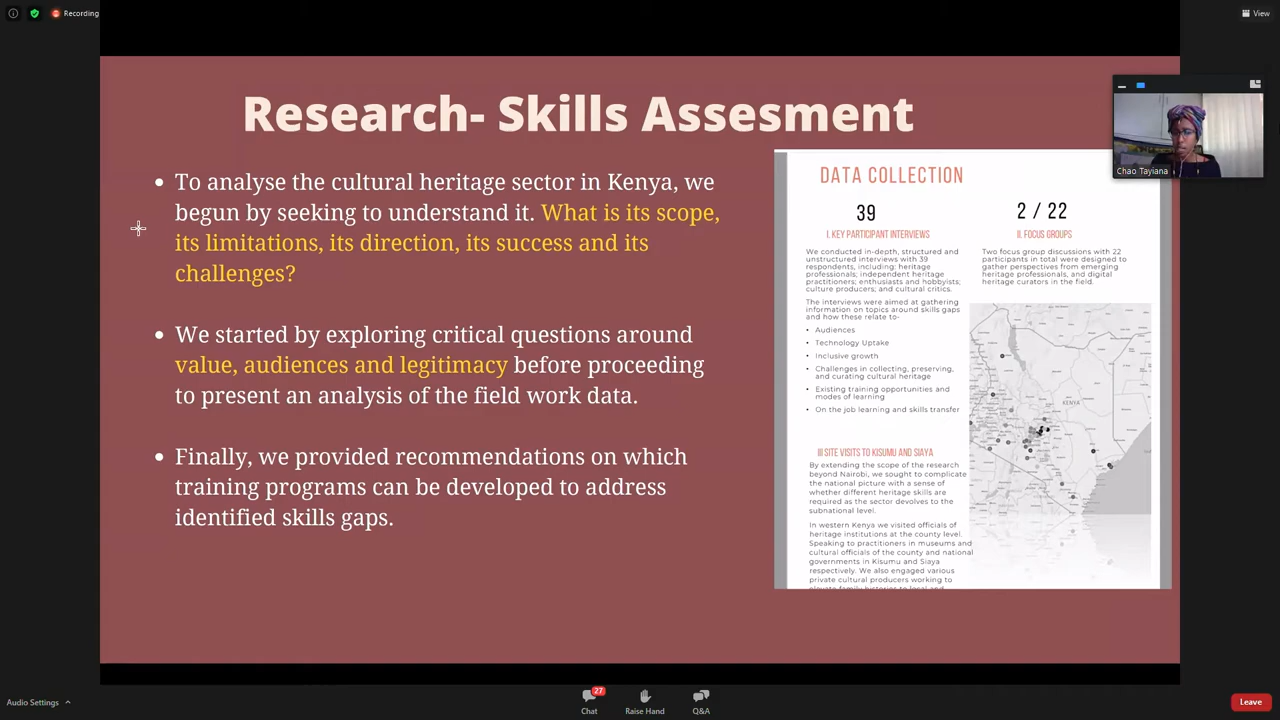 Recording
View
Research- Skills Assesment
To analyse the cultural heritage sector in Kenya, we
begun by seeking to understand it. What is its scope,
its limitations, its direction, its success and its
challenges?
We started by exploring critical questions around
value, audiences and legitimacy before proceeding
to present an analysis of the field work data.
Finally, we provided recommendations on which
training programs can be developed to address
identified skills gaps.
Chao Tayiana
DATA COLLECTION
39
I. KEY PARTICIPANT INTERVIEWS
We conducted in-depth, structured and
unstructured interviews with 39
respondents, including: heritage
professionals; independent heritage
practitioners; enthusiasts and hobbyists;
culture producers; and cultural critics.
The interviews were aimed at gathering
information on topics around skills gaps
and how these relate to-
• Audiences
• Technology Uptake
• Inclusive growth
• Challenges in collecting, preserving,
and curating cultural heritage
• Existing training opportunities and
modes of learning
• On the job learning and skills transfer
2 / 22
II. FOCUS GROUPS
Two focus group discussions with 22
participants in total were designed to
gather perspectives from emerging
heritage professionals, and digital
heritage curators in the field.
KENYA
III SITE VISITS TO KISUMU AND SIAYA
By extending the scope of the research
beyond Nairobi, we sought to complicate
the national picture with a sense of
whether different heritage skills are
required as the sector devolves to the
subnational level.
In western Kenya we visited officials of
heritage institutions at the county level.
Speaking to practitioners in museums and
cultural officials of the county and national
governments in Kisumu and Siaya
respectively. We also engaged various
private cultural producers working to
elevate family histories to local and
Audio Settings
27
Chat
Raise Hand
Q&A
Leave